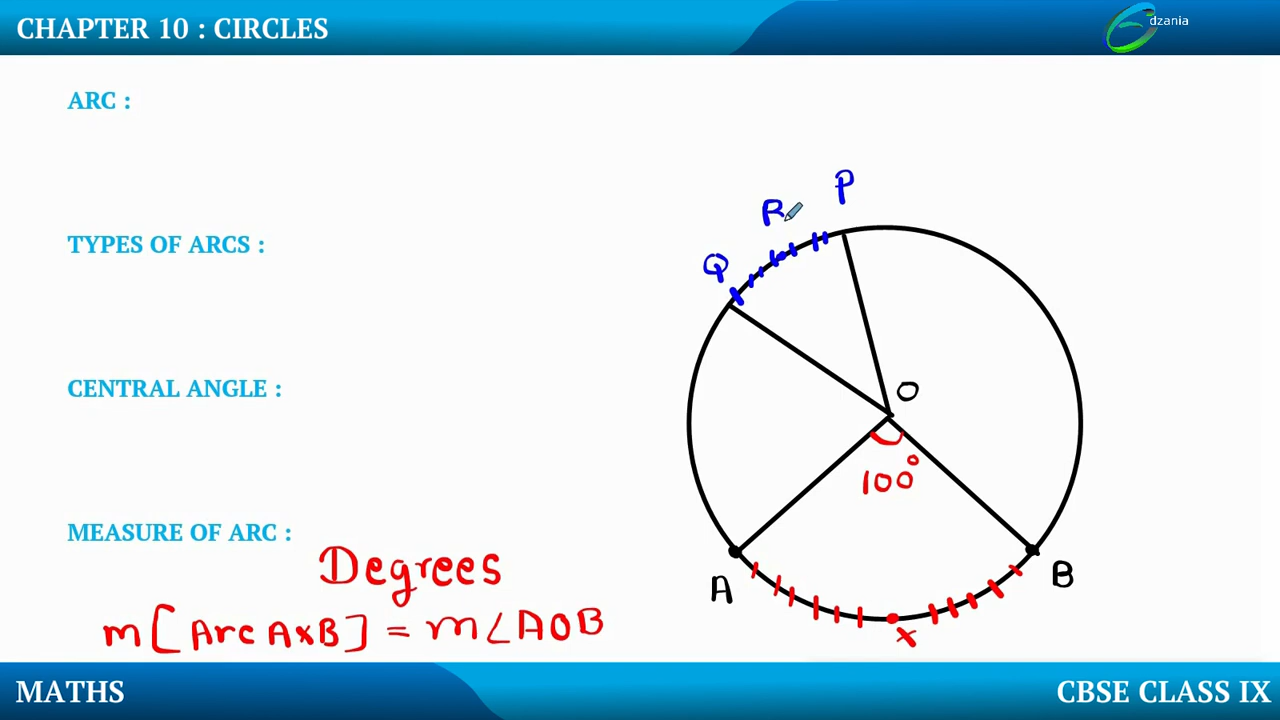 CHAPTER 10 : CIRCLES
Edzania
ARC :
TYPES OF ARCS :
CENTRAL ANGLE :
MEASURE OF ARC :
Degrees
m[Arc AxB] = m∠AOB
P
R
Q
O
100°
A
B
x
MATHS
CBSE CLASS IX